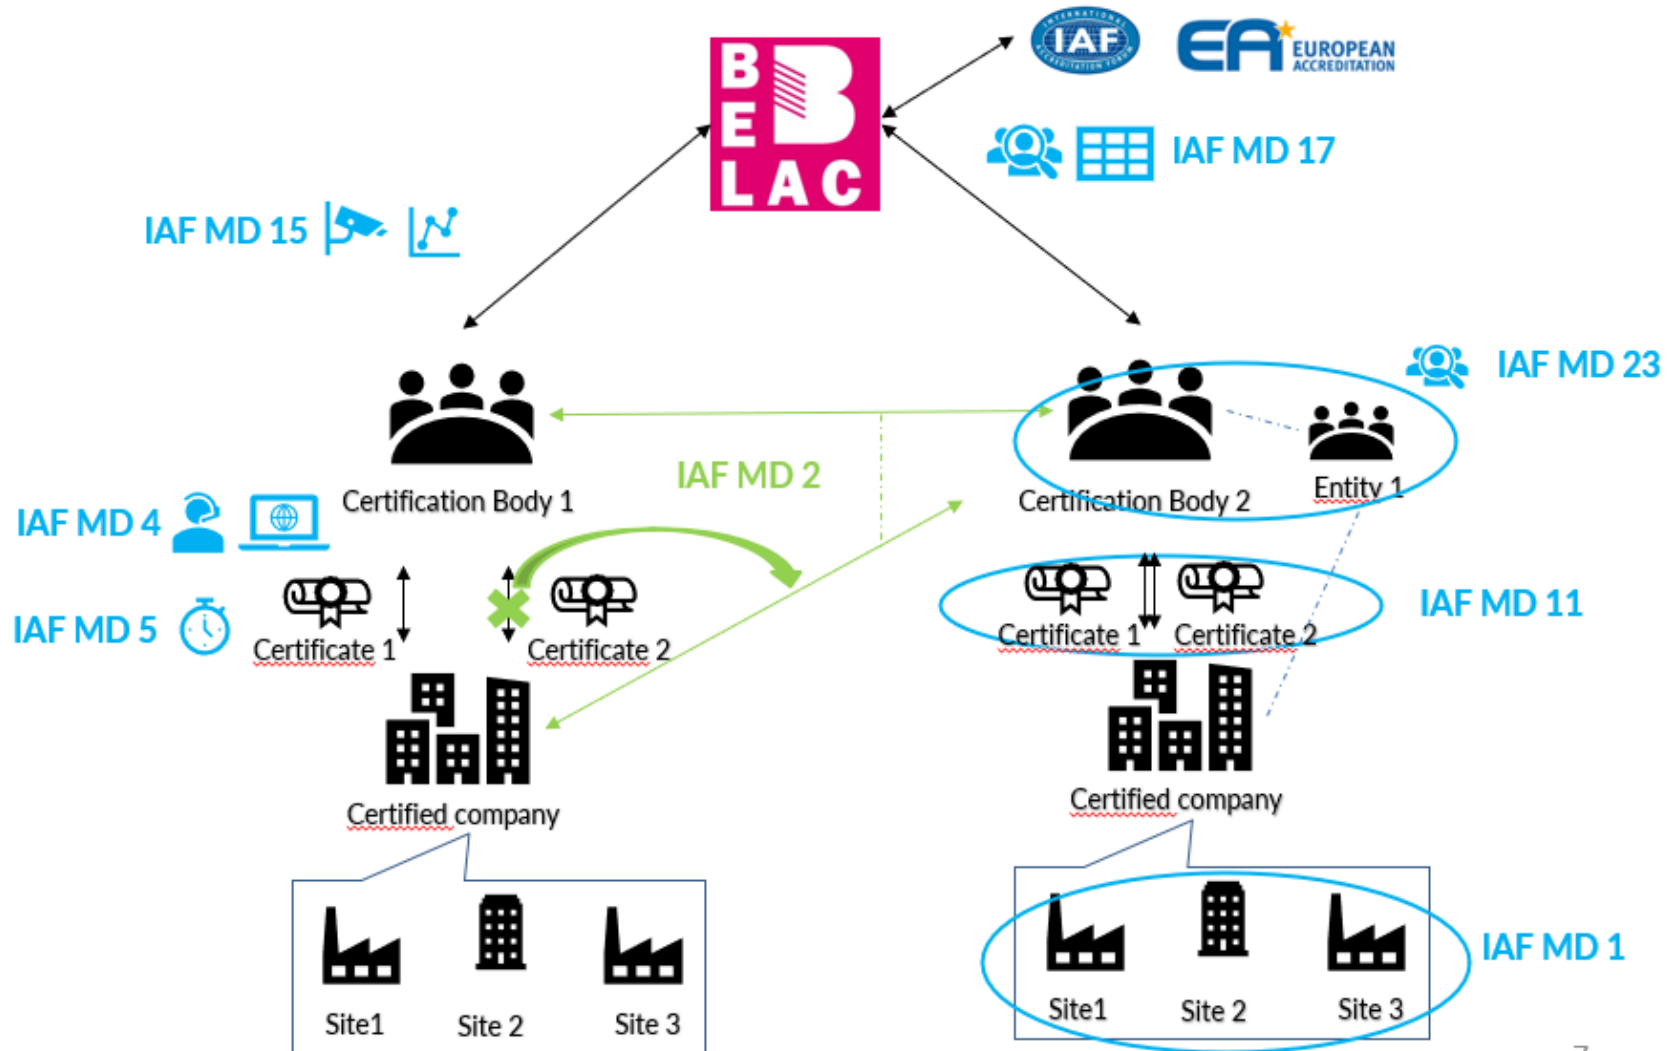 INTERNATIONAL
IAF
ACCREDITATION FORUM
EA EUROPEAN
ACCREDITATION
B
E
LAC
IAF MD 17
IAF MD 15
IAF MD 23
IAF MD 2
Certification Body 1
Certification Body 2
Entity 1
IAF MD 4
IAF MD 5
Certificate 1
Certificate 2
Certificate 1
Certificate 2
IAF MD 11
Certified company
Certified company
Site1
Site 2
Site 3
Site1
Site 2
Site 3
IAF MD 1